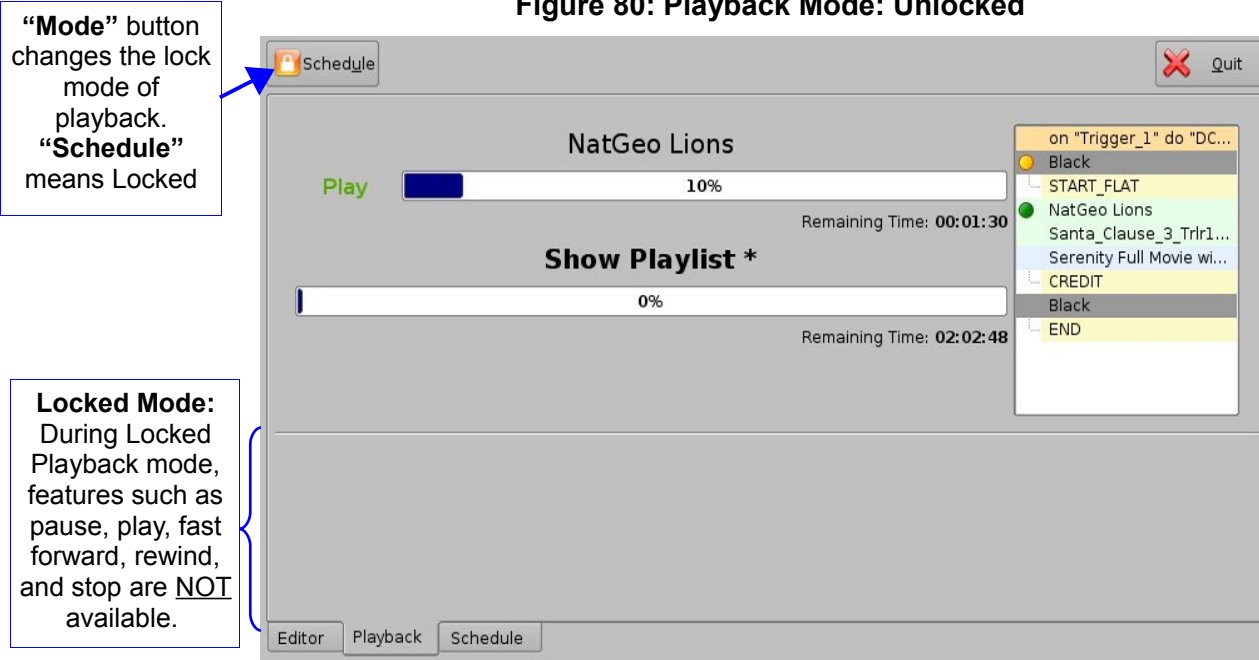 Figure 80: Playback Mode: Unlocked
“Mode” button
changes the lock
mode of
playback.
“Schedule”
means Locked
Schedule
Quit
NatGeo Lions
Play
10%
Remaining Time: 00:01:30
Show Playlist *
0%
Remaining Time: 02:02:48
on "Trigger_1" do "DC...
Black
START_FLAT
NatGeo Lions
Santa_Clause_3_Trlr1...
Serenity Full Movie wi...
CREDIT
Black
END
Locked Mode:
During Locked
Playback mode,
features such as
pause, play, fast
forward, rewind,
and stop are NOT
available.
Editor
Playback
Schedule